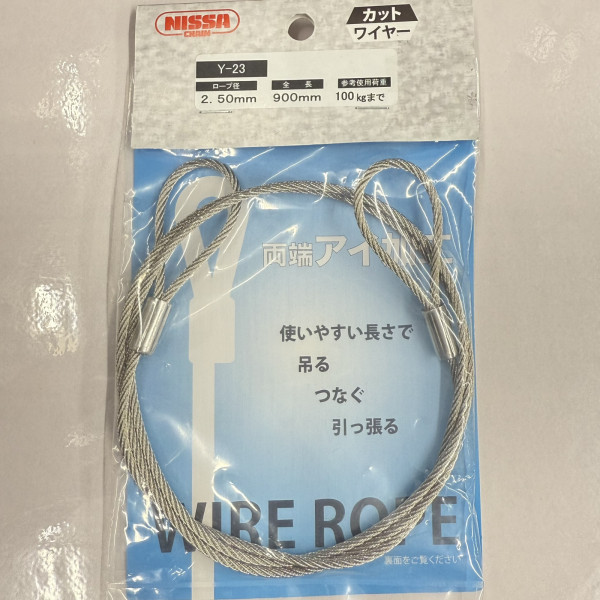 NISSA
CHAIN
カット
ワイヤー
Y-23
ロープ径
全 長
参考使用荷重
2.50mm
900mm
100kgまで
両端アイ加工
使いやすい長さで
吊る
つなぐ
引っ張る
WIRE ROPE
裏面をご覧ください